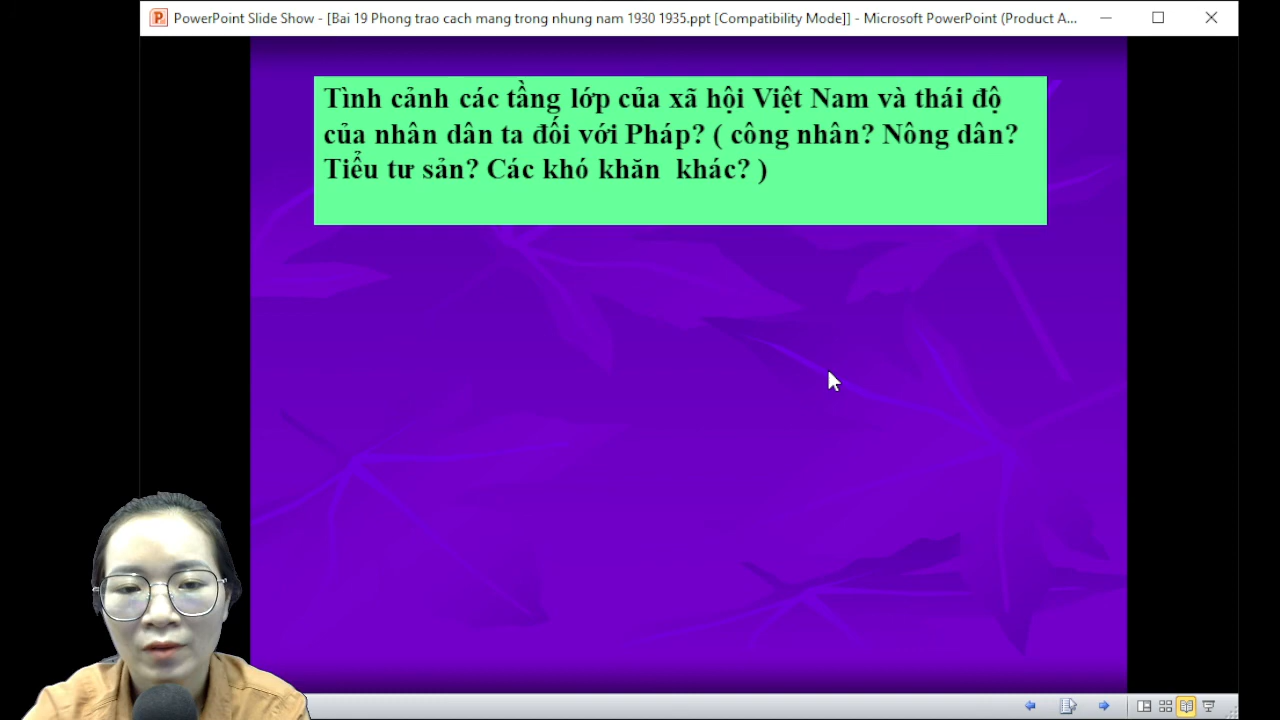 PowerPoint Slide Show - [Bai 19 Phong trao cach mang trong nhung nam 1930 1935.ppt [Compatibility Mode]] - Microsoft PowerPoint (Product A...
Tình cảnh các tầng lớp của xã hội Việt Nam và thái độ
của nhân dân ta đối với Pháp? ( công nhân? Nông dân?
Tiểu tư sản? Các khó khăn  khác? )